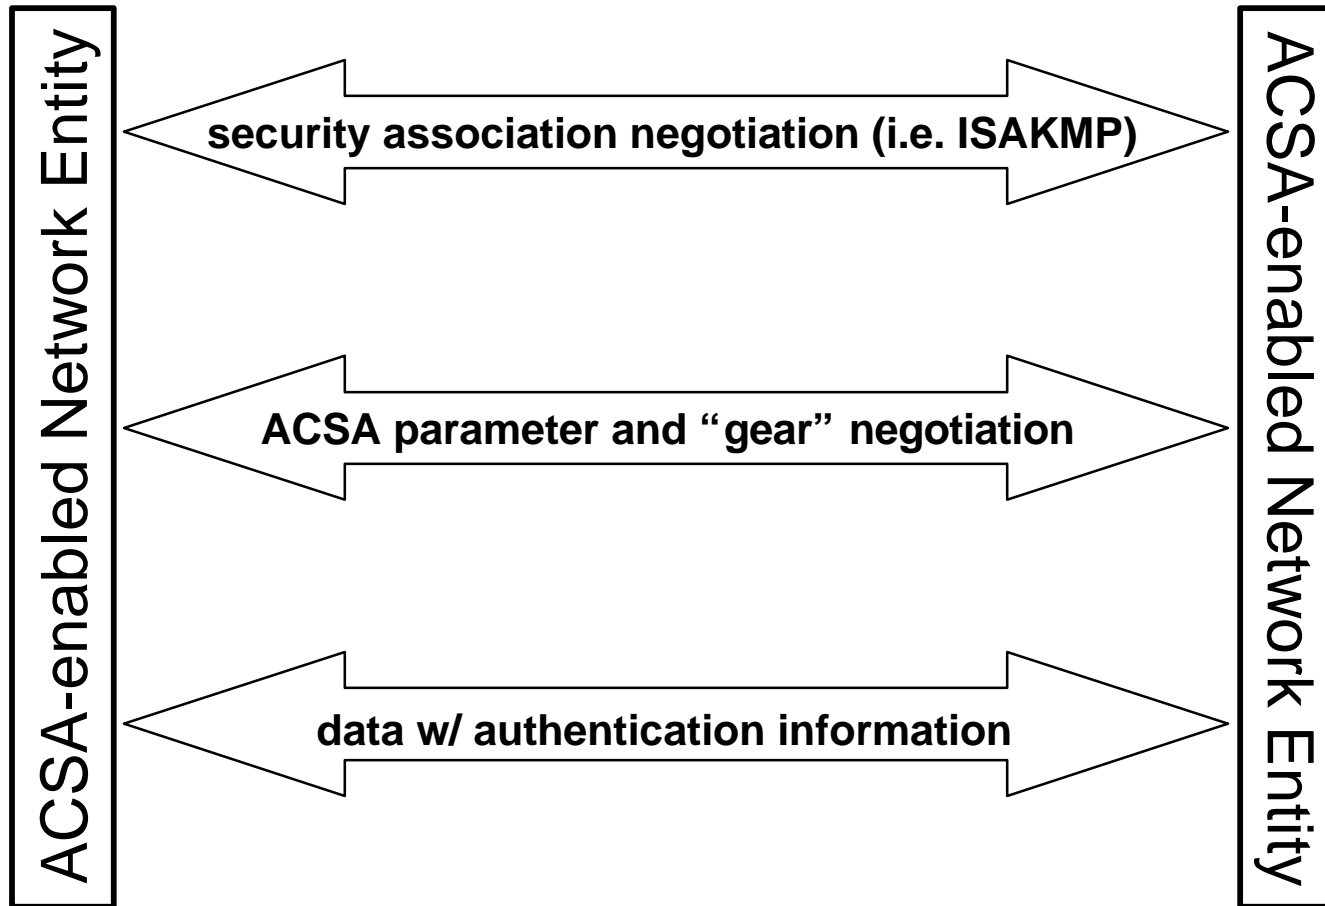 ACSA-enabled Network Entity
security association negotiation (i.e. ISAKMP)
ACSA parameter and “gear” negotiation
data w/ authentication information
ACSA-enabled Network Entity